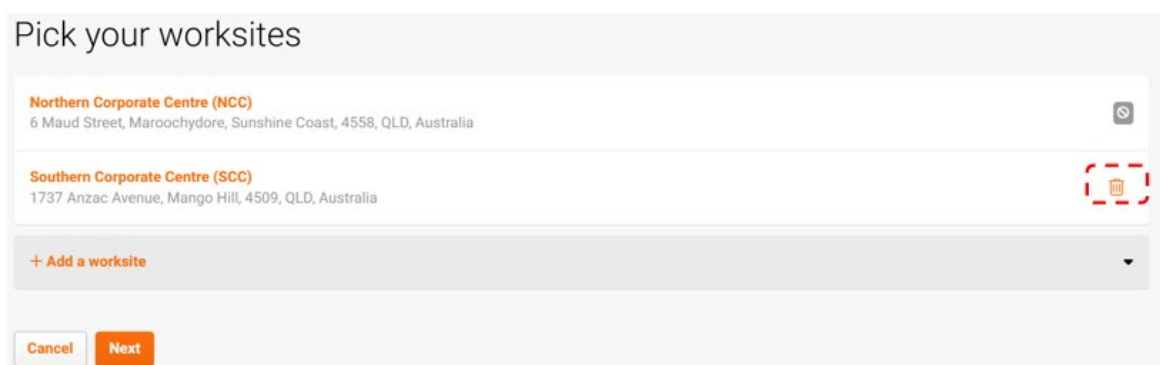 Pick your worksites
Northern Corporate Centre (NCC)
6 Maud Street, Maroochydore, Sunshine Coast, 4558, QLD, Australia
Southern Corporate Centre (SCC)
1737 Anzac Avenue, Mango Hill, 4509, QLD, Australia
+ Add a worksite
Cancel Next